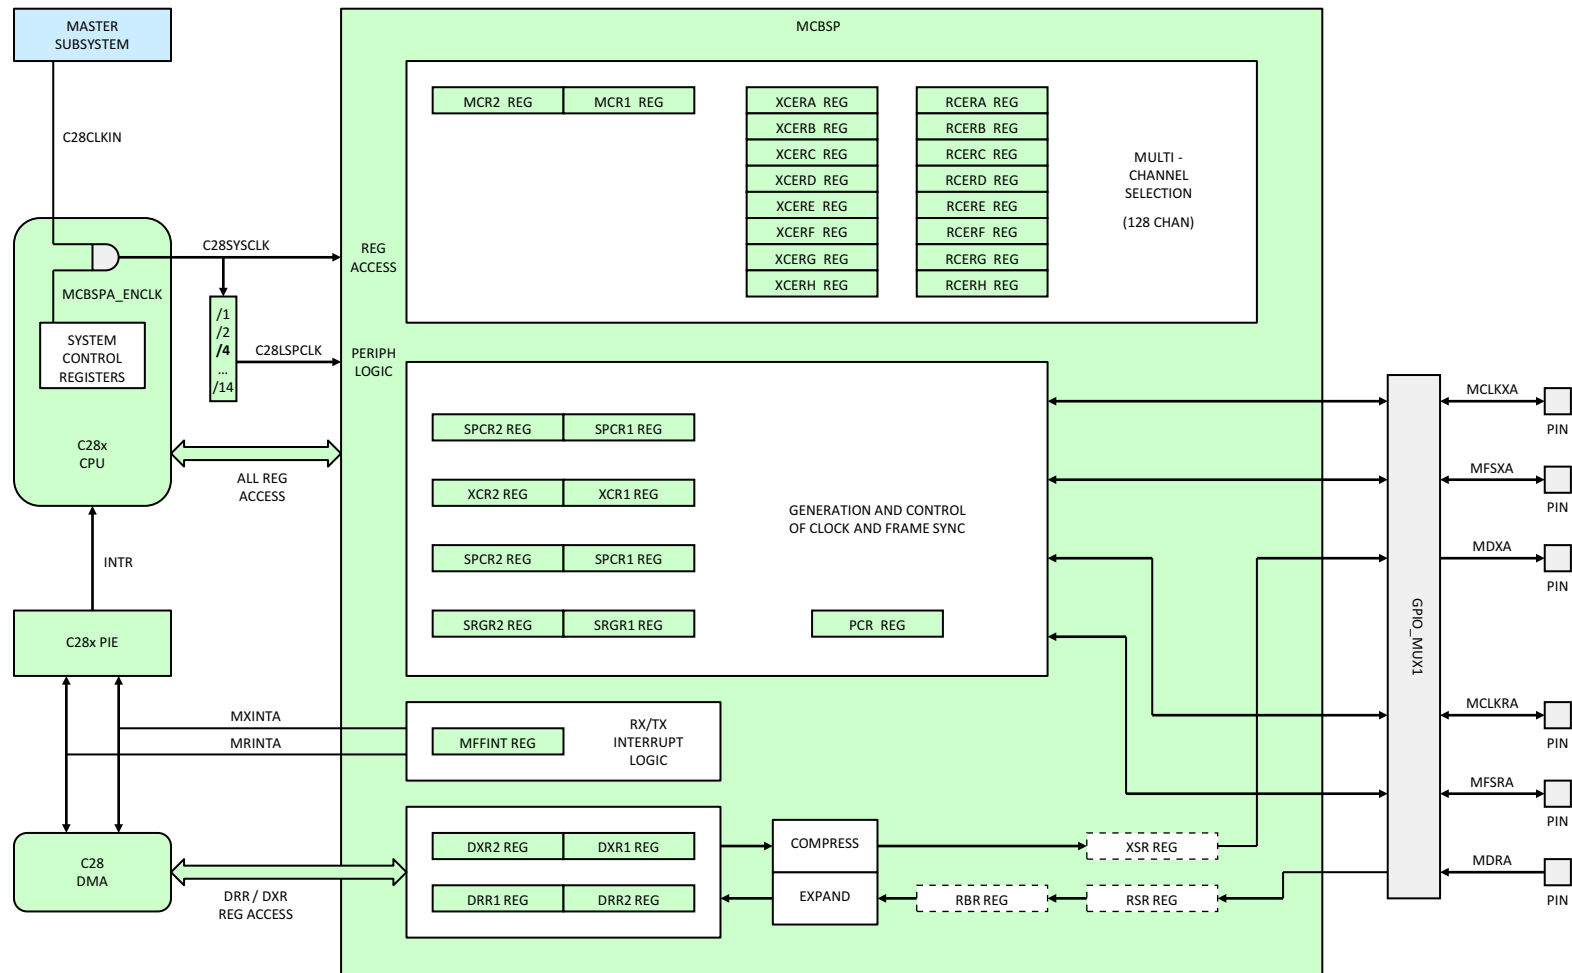 MASTER
SUBSYSTEM
MCBSP
MCR2 REG
MCR1 REG
XCERA REG
RCERA REG
XCERB REG
RCERB REG
C28CLKIN
XCERC REG
RCERC REG
XCERD REG
RCERD REG
XCERE REG
RCERE REG
XCERF REG
RCERF REG
XCERG REG
RCERG REG
XCERH REG
RCERH REG
MULTI -
CHANNEL
SELECTION
(128 CHAN)
C28SYSCLK
REG
ACCESS
MCBSPA_ENCLK
SYSTEM
CONTROL
REGISTERS
/1
/2
/4
...
/14
C28LSPCLK
PERIPH
LOGIC
C28x
CPU
ALL REG
ACCESS
SPCR2 REG
SPCR1 REG
XCR2 REG
XCR1 REG
SPCR2 REG
SPCR1 REG
SRGR2 REG
SRGR1 REG
GENERATION AND CONTROL
OF CLOCK AND FRAME SYNC
PCR REG
INTR
C28x PIE
MXINTA
MRINTA
MFFINT REG
RX/TX
INTERRUPT
LOGIC
C28
DMA
DRR / DXR
REG ACCESS
DXR2 REG
DXR1 REG
DRR1 REG
DRR2 REG
COMPRESS
EXPAND
XSR REG
RBR REG
RSR REG
GPIO_MUX1
MCLKXA
PIN
MFSXA
PIN
MDXA
PIN
MCLKRA
PIN
MFSRA
PIN
MDRA
PIN